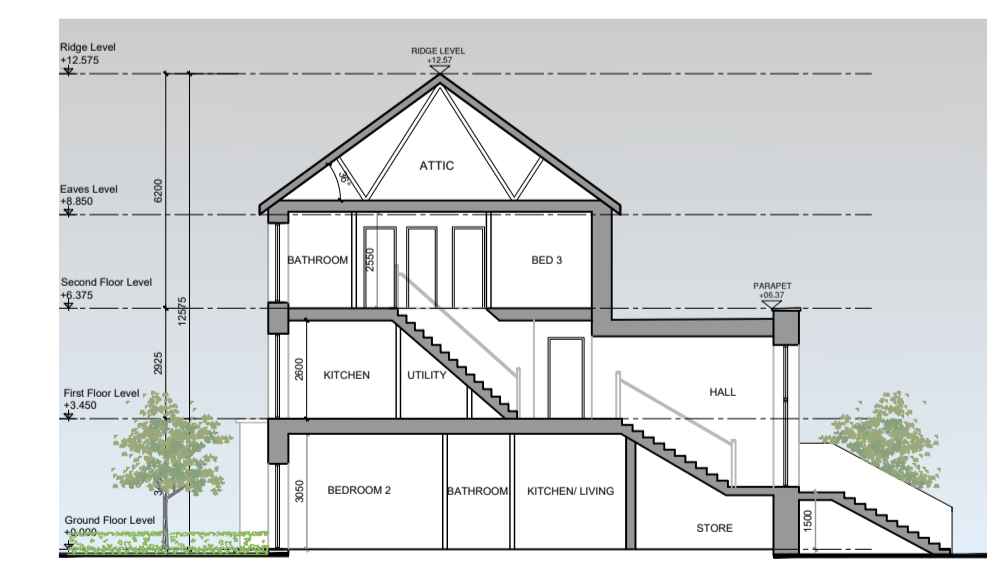 Ridge Level
+12.575
RIDGE LEVEL
+12.57
ATTIC
36°
6200
Eaves Level
+8.850
BATHROOM
2550
BED 3
Second Floor Level
+6.375
PARAPET
+06.37
12575
2925
2600
KITCHEN
UTILITY
HALL
First Floor Level
+3.450
3050
BEDROOM 2
BATHROOM
KITCHEN/ LIVING
STORE
1500
Ground Floor Level
+0.000